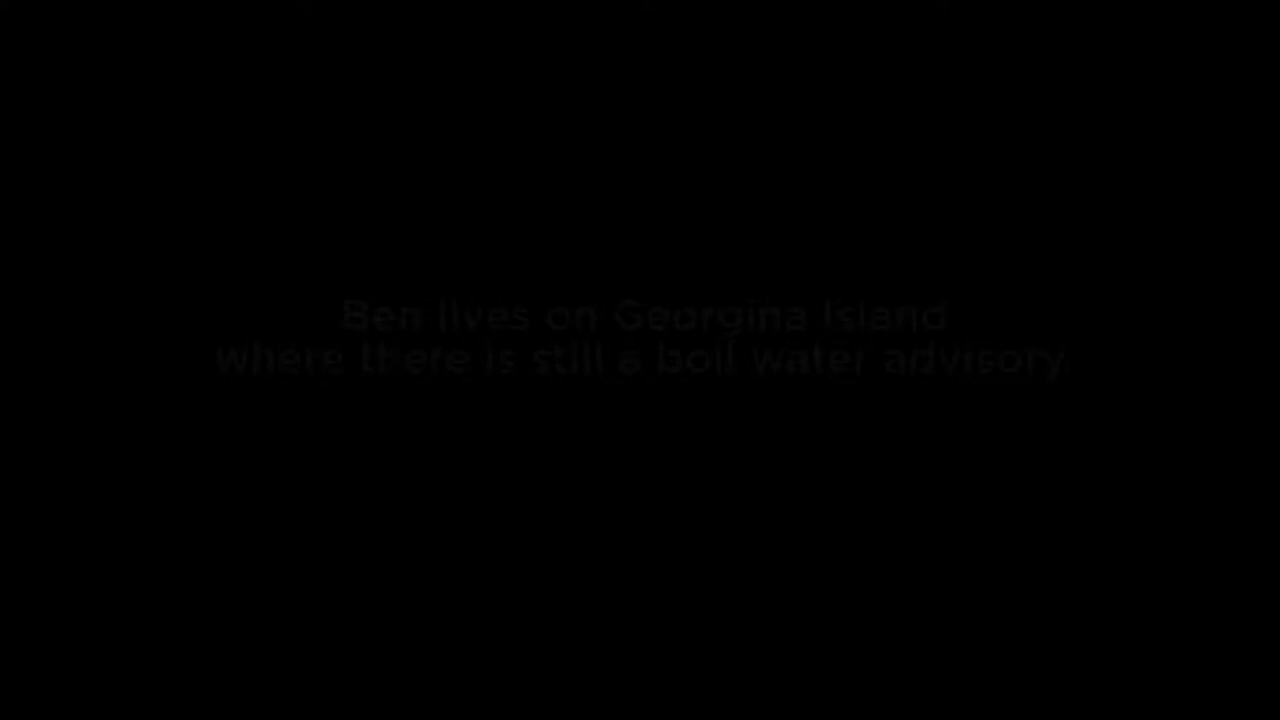 Ben lives on Georgina Island
where there is still a boil water advisory.